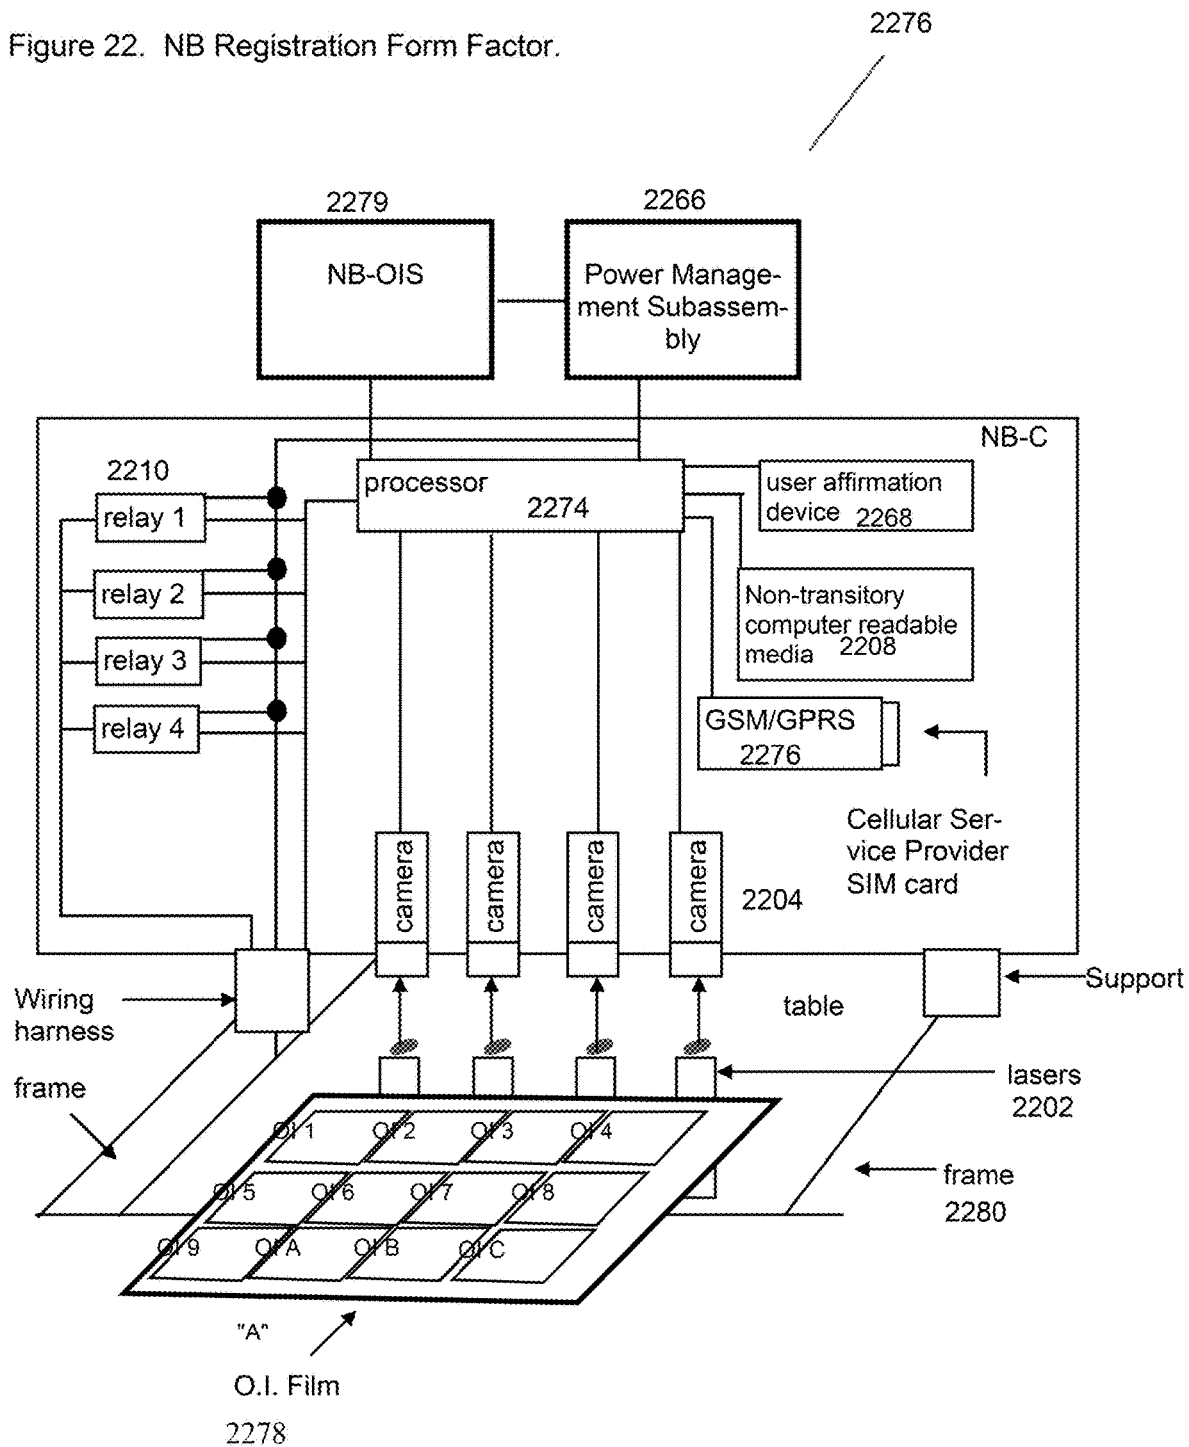 2276
Figure 22. NB Registration Form Factor.
2279
2266
NB-OIS
Power Manage-
ment Subassem-
bly
NB-C
2210
processor
2274
user affirmation
device 2268
relay 1
relay 2
Non-transitory
computer readable
media 2208
relay 3
relay 4
GSM/GPRS
2276
Cellular Ser-
vice Provider
SIM card
camera
camera
camera
camera
2204
Wiring
harness
table
Support
frame
lasers
2202
OI 1
OI 2
OI 3
OI 4
OI 5
OI 6
OI 7
OI 8
frame
2280
OI 9
OI A
OI B
OI C
"A"
O.I. Film
2278